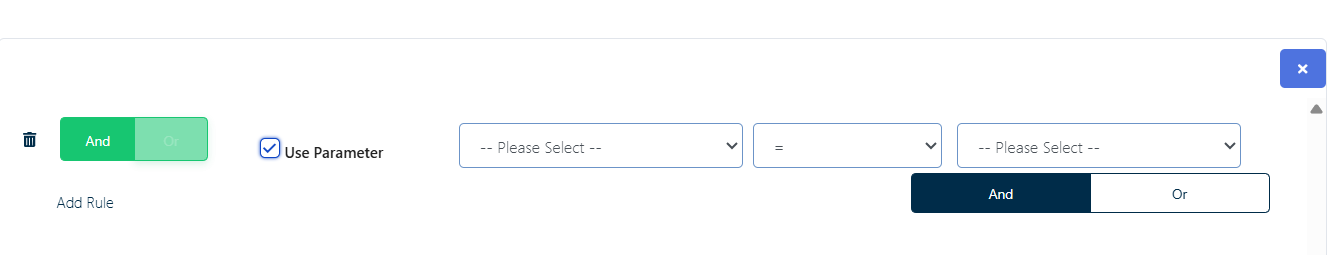 And Or
Use Parameter
-- Please Select --
=
-- Please Select --
And Or
Add Rule